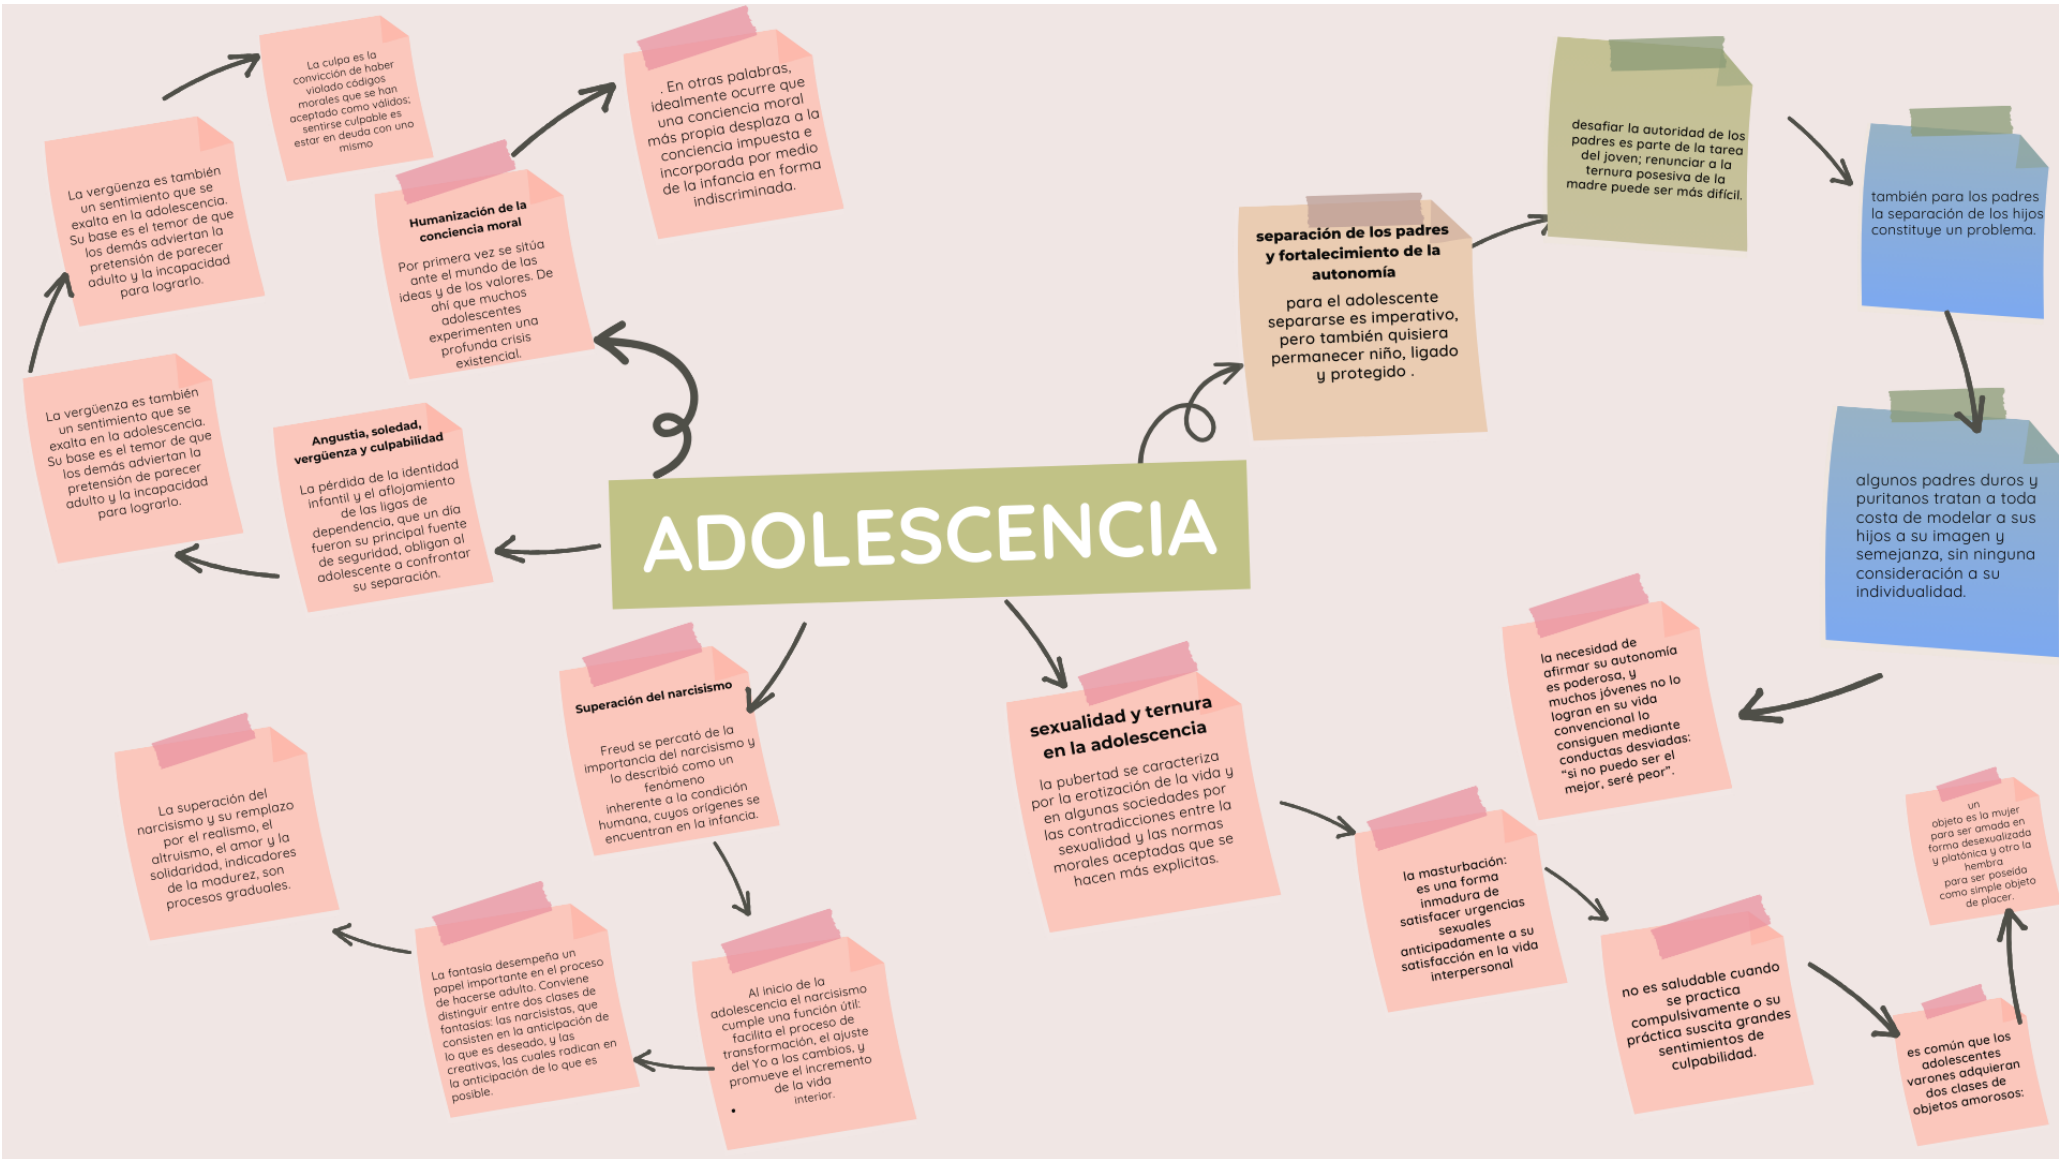 ADOLESCENCIA
Humanización de la
conciencia moral
Por primera vez se sitúa
ante el mundo de las
ideas y de los valores. De
ahí que muchos
adolescentes
experimenten una
profunda crisis
existencial.
. En otras palabras,
idealmente ocurre que
una conciencia moral
más propia desplaza a la
conciencia impuesta e
incorporada por medio
de la infancia en forma
indiscriminada.
Angustia, soledad,
vergüenza y culpabilidad
La pérdida de la identidad
infantil y el aflojamiento
de las ligas de
dependencia, que un día
fueron su principal fuente
de seguridad, obligan al
adolescente a confrontar
su separación.
La vergüenza es también
un sentimiento que se
exalta en la adolescencia.
Su base es el temor de que
los demás adviertan la
pretensión de parecer
adulto y la incapacidad
para lograrlo.
La vergüenza es también
un sentimiento que se
exalta en la adolescencia.
Su base es el temor de que
los demás adviertan la
pretensión de parecer
adulto y la incapacidad
para lograrlo.
La culpa es la
convicción de haber
violado códigos
morales que se han
aceptado como válidos;
sentirse culpable es
estar en deuda con uno
mismo
separación de los padres
y fortalecimiento de la
autonomía
para el adolescente
separarse es imperativo,
pero también quisiera
permanecer niño, ligado
y protegido .
desafiar la autoridad de los
padres es parte de la tarea
del joven; renunciar a la
ternura posesiva de la
madre puede ser más difícil.
también para los padres
la separación de los hijos
constituye un problema.
algunos padres duros y
puritanos tratan a toda
costa de modelar a sus
hijos a su imagen y
semejanza, sin ninguna
consideración a su
individualidad.
la necesidad de
afirmar su autonomía
es poderosa, y
muchos jóvenes no lo
logran en su vida
convencional lo
consiguen mediante
conductas desviadas:
“si no puedo ser el
mejor, seré peor”.
Superación del narcisismo
Freud se percató de la
importancia del narcisismo y
lo describió como un
fenómeno
inherente a la condición
humana, cuyos orígenes se
encuentran en la infancia.
Al inicio de la
adolescencia el narcisismo
cumple una función útil:
facilita el proceso de
transformación, el ajuste
del Yo a los cambios, y
promueve el incremento
de la vida
interior.
•
La fantasía desempeña un
papel importante en el proceso
de hacerse adulto. Conviene
distinguir entre dos clases de
fantasías: las narcisistas, que
consisten en la anticipación de
lo que es deseado, y las
creativas, las cuales radican en
la anticipación de lo que es
posible.
La superación del
narcisismo y su remplazo
por el realismo, el
altruismo, el amor y la
solidaridad, indicadores
de la madurez, son
procesos graduales.
sexualidad y ternura
en la adolescencia
la pubertad se caracteriza
por la erotización de la vida y
en algunas sociedades por
las contradicciones entre la
sexualidad y las normas
morales aceptadas que se
hacen más explicitas.
la masturbación:
es una forma
inmadura de
satisfacer urgencias
sexuales
anticipadamente a su
satisfacción en la vida
interpersonal
no es saludable cuando
se practica
compulsivamente o su
práctica suscita grandes
sentimientos de
culpabilidad.
es común que los
adolescentes
varones adquieran
dos clases de
objetos amorosos:
un
objeto es la mujer
para ser amada en
forma desexualizada
y platónica y otro la
hembra
para ser poseída
como simple objeto
de placer.